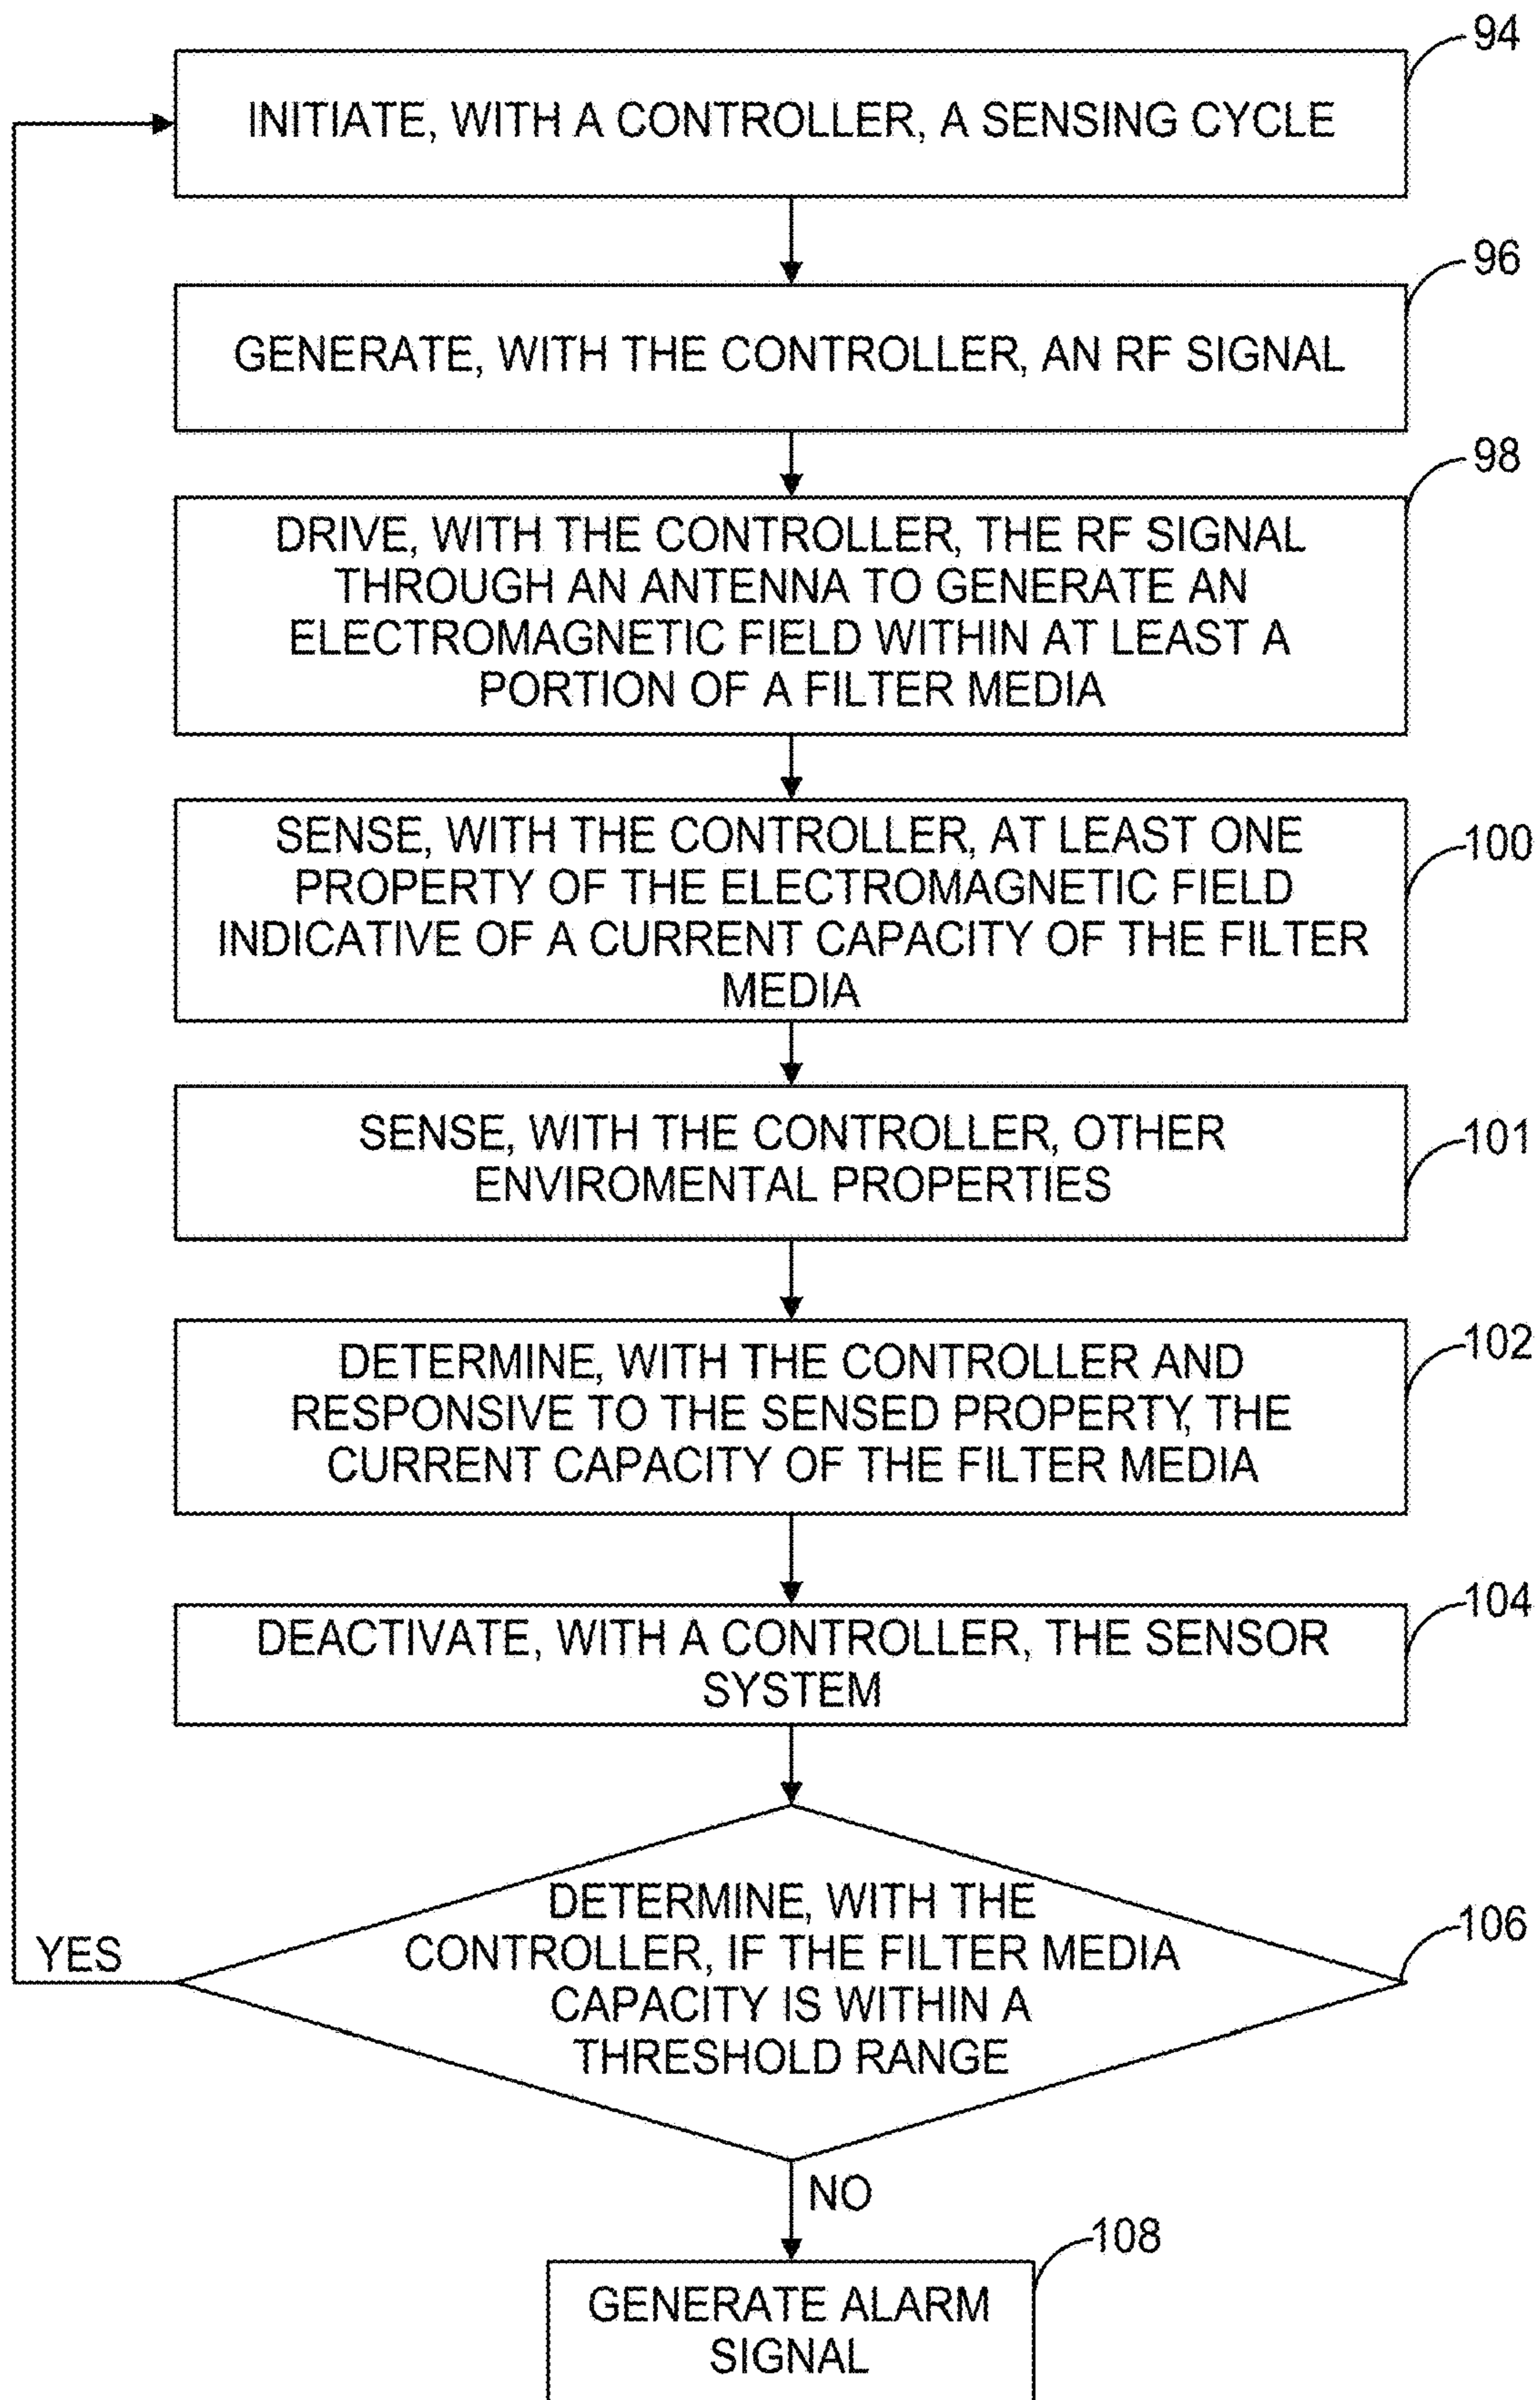 94
INITIATE, WITH A CONTROLLER, A SENSING CYCLE
96
GENERATE, WITH THE CONTROLLER, AN RF SIGNAL
98
DRIVE, WITH THE CONTROLLER, THE RF SIGNAL
THROUGH AN ANTENNA TO GENERATE AN
ELECTROMAGNETIC FIELD WITHIN AT LEAST A
PORTION OF A FILTER MEDIA
100
SENSE, WITH THE CONTROLLER, AT LEAST ONE
PROPERTY OF THE ELECTROMAGNETIC FIELD
INDICATIVE OF A CURRENT CAPACITY OF THE FILTER
MEDIA
101
SENSE, WITH THE CONTROLLER, OTHER
ENVIROMENTAL PROPERTIES
102
DETERMINE, WITH THE CONTROLLER AND
RESPONSIVE TO THE SENSED PROPERTY, THE
CURRENT CAPACITY OF THE FILTER MEDIA
104
DEACTIVATE, WITH A CONTROLLER, THE SENSOR
SYSTEM
106
DETERMINE, WITH THE
CONTROLLER, IF THE FILTER MEDIA
CAPACITY IS WITHIN A
THRESHOLD RANGE
YES
NO
108
GENERATE ALARM
SIGNAL